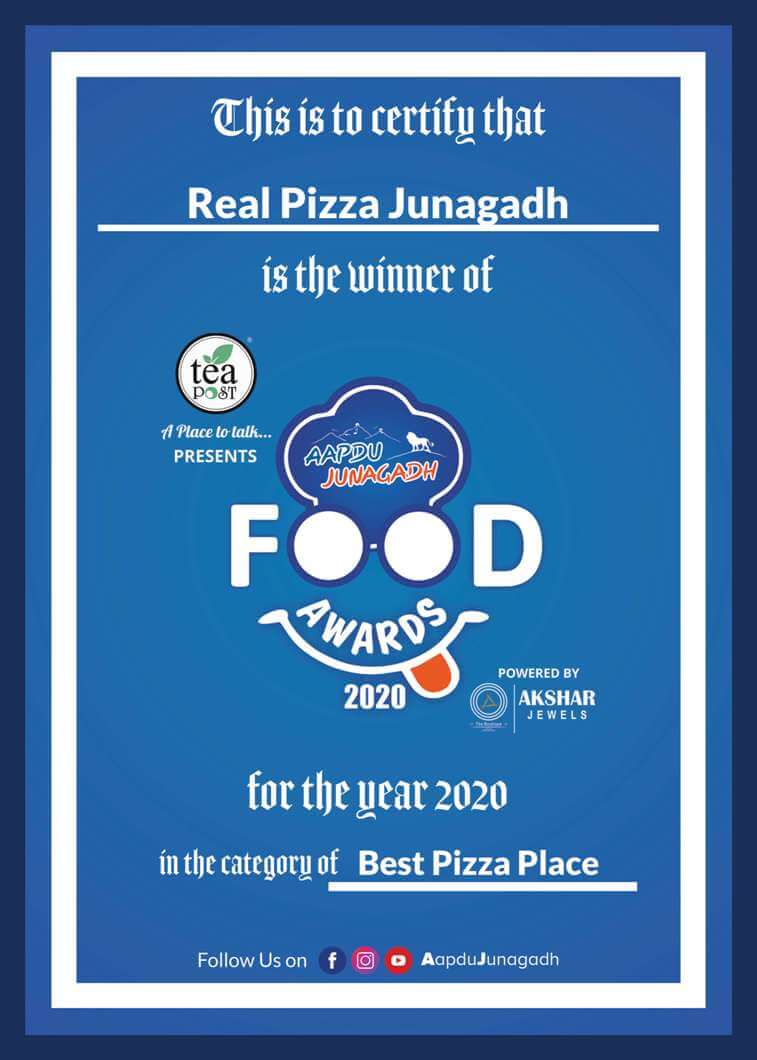 This is to certify that
Real Pizza Junagadh
is the winner of
tea
POST
®
A Place to talk...
PRESENTS
AAPDU
JUNAGADH
FOOD
AWARDS
2020
POWERED BY
AKSHAR
JEWELS
for the year 2020
in the category of Best Pizza Place
Follow Us on AapduJunagadh